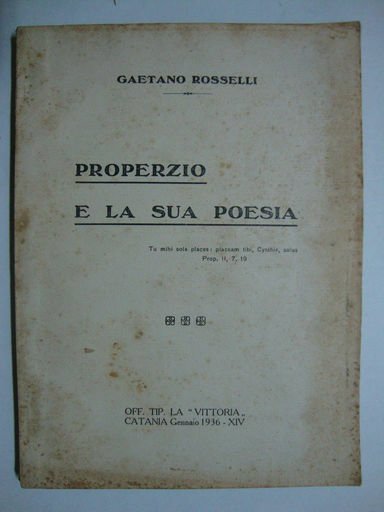 GAETANO ROSSELLI
PROPERZIO
E LA SUA POESIA
Tu mihi sola places: placeam tibi, Cynthia, solus
Prop. II, 7, 19
OFF. TIP. LA "VITTORIA„
CATANIA Gennaio 1936 - XIV